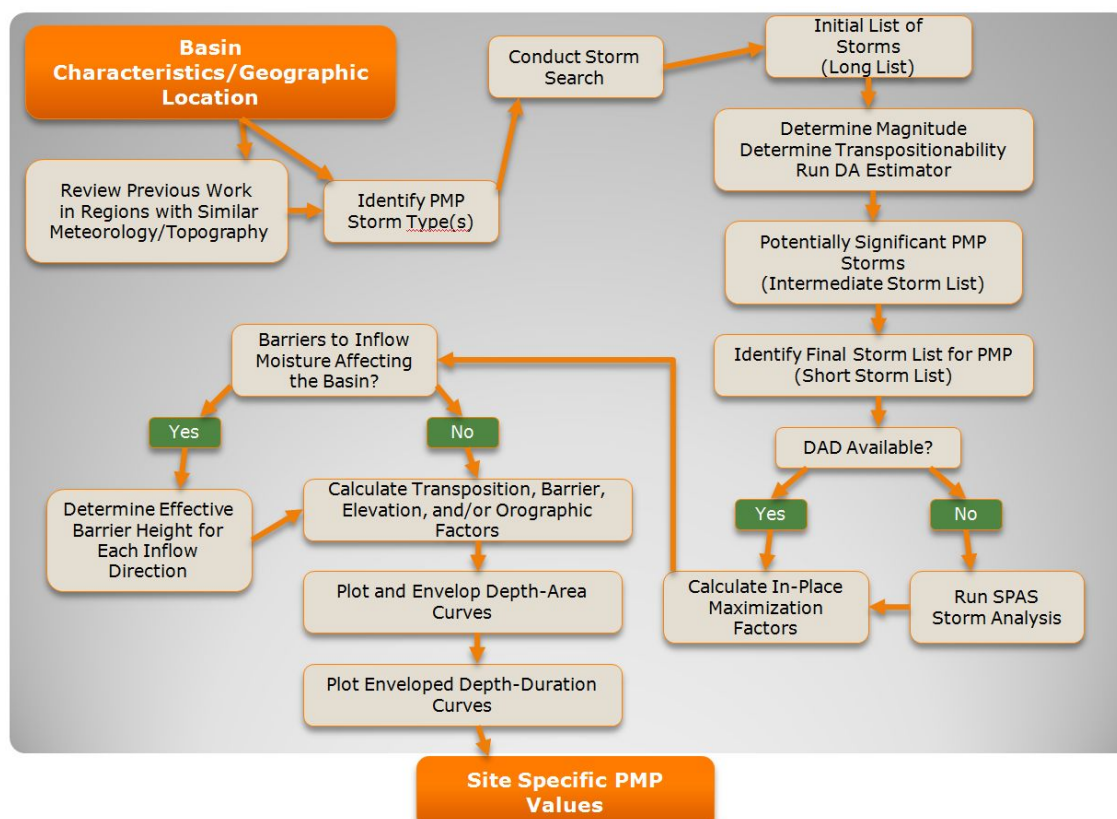 Basin
Characteristics/Geographic
Location
Review Previous Work
in Regions with Similar
Meteorology/Topography
Identify PMP
Storm Type(s)
Conduct Storm
Search
Initial List of
Storms
(Long List)
Determine Magnitude
Determine Transpositionability
Run DA Estimator
Potentially Significant PMP
Storms
(Intermediate Storm List)
Identify Final Storm List for PMP
(Short Storm List)
DAD Available?
Yes
No
Run SPAS
Storm Analysis
Calculate In-Place
Maximization
Factors
Barriers to Inflow
Moisture Affecting
the Basin?
Yes
No
Determine Effective
Barrier Height for
Each Inflow
Direction
Calculate Transposition, Barrier,
Elevation, and/or Orographic
Factors
Plot and Envelop Depth-Area
Curves
Plot Enveloped Depth-Duration
Curves
Site Specific PMP
Values